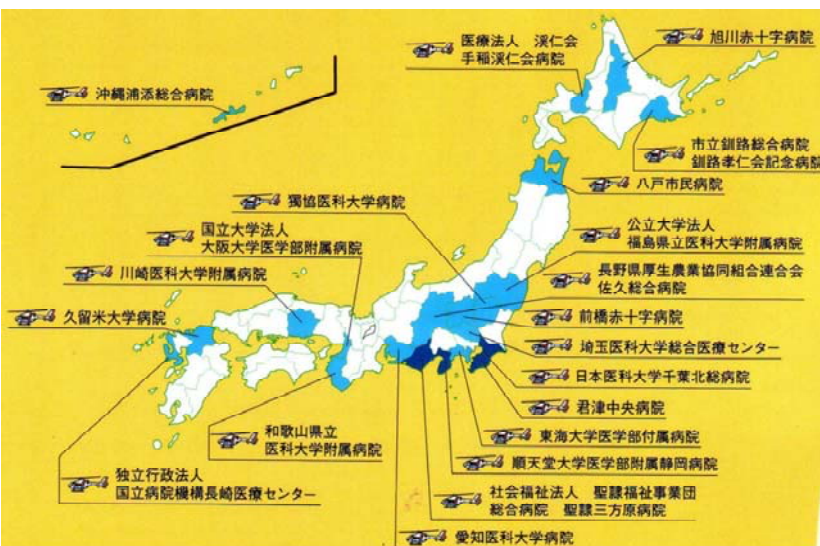 医療法人 渓仁会
手稲渓仁会病院
旭川赤十字病院
沖縄浦添総合病院
市立釧路総合病院
釧路孝仁会記念病院
八戸市民病院
獨協医科大学病院
公立大学法人
福島県立医科大学附属病院
国立大学法人
大阪大学医学部附属病院
川崎医科大学附属病院
長野県厚生農業協同組合連合会
佐久総合病院
久留米大学病院
前橋赤十字病院
埼玉医科大学総合医療センター
日本医科大学千葉北総病院
君津中央病院
和歌山県立
医科大学附属病院
東海大学医学部付属病院
順天堂大学医学部附属静岡病院
独立行政法人
国立病院機構長崎医療センター
社会福祉法人 聖隷福祉事業団
総合病院 聖隷三方原病院
愛知医科大学病院